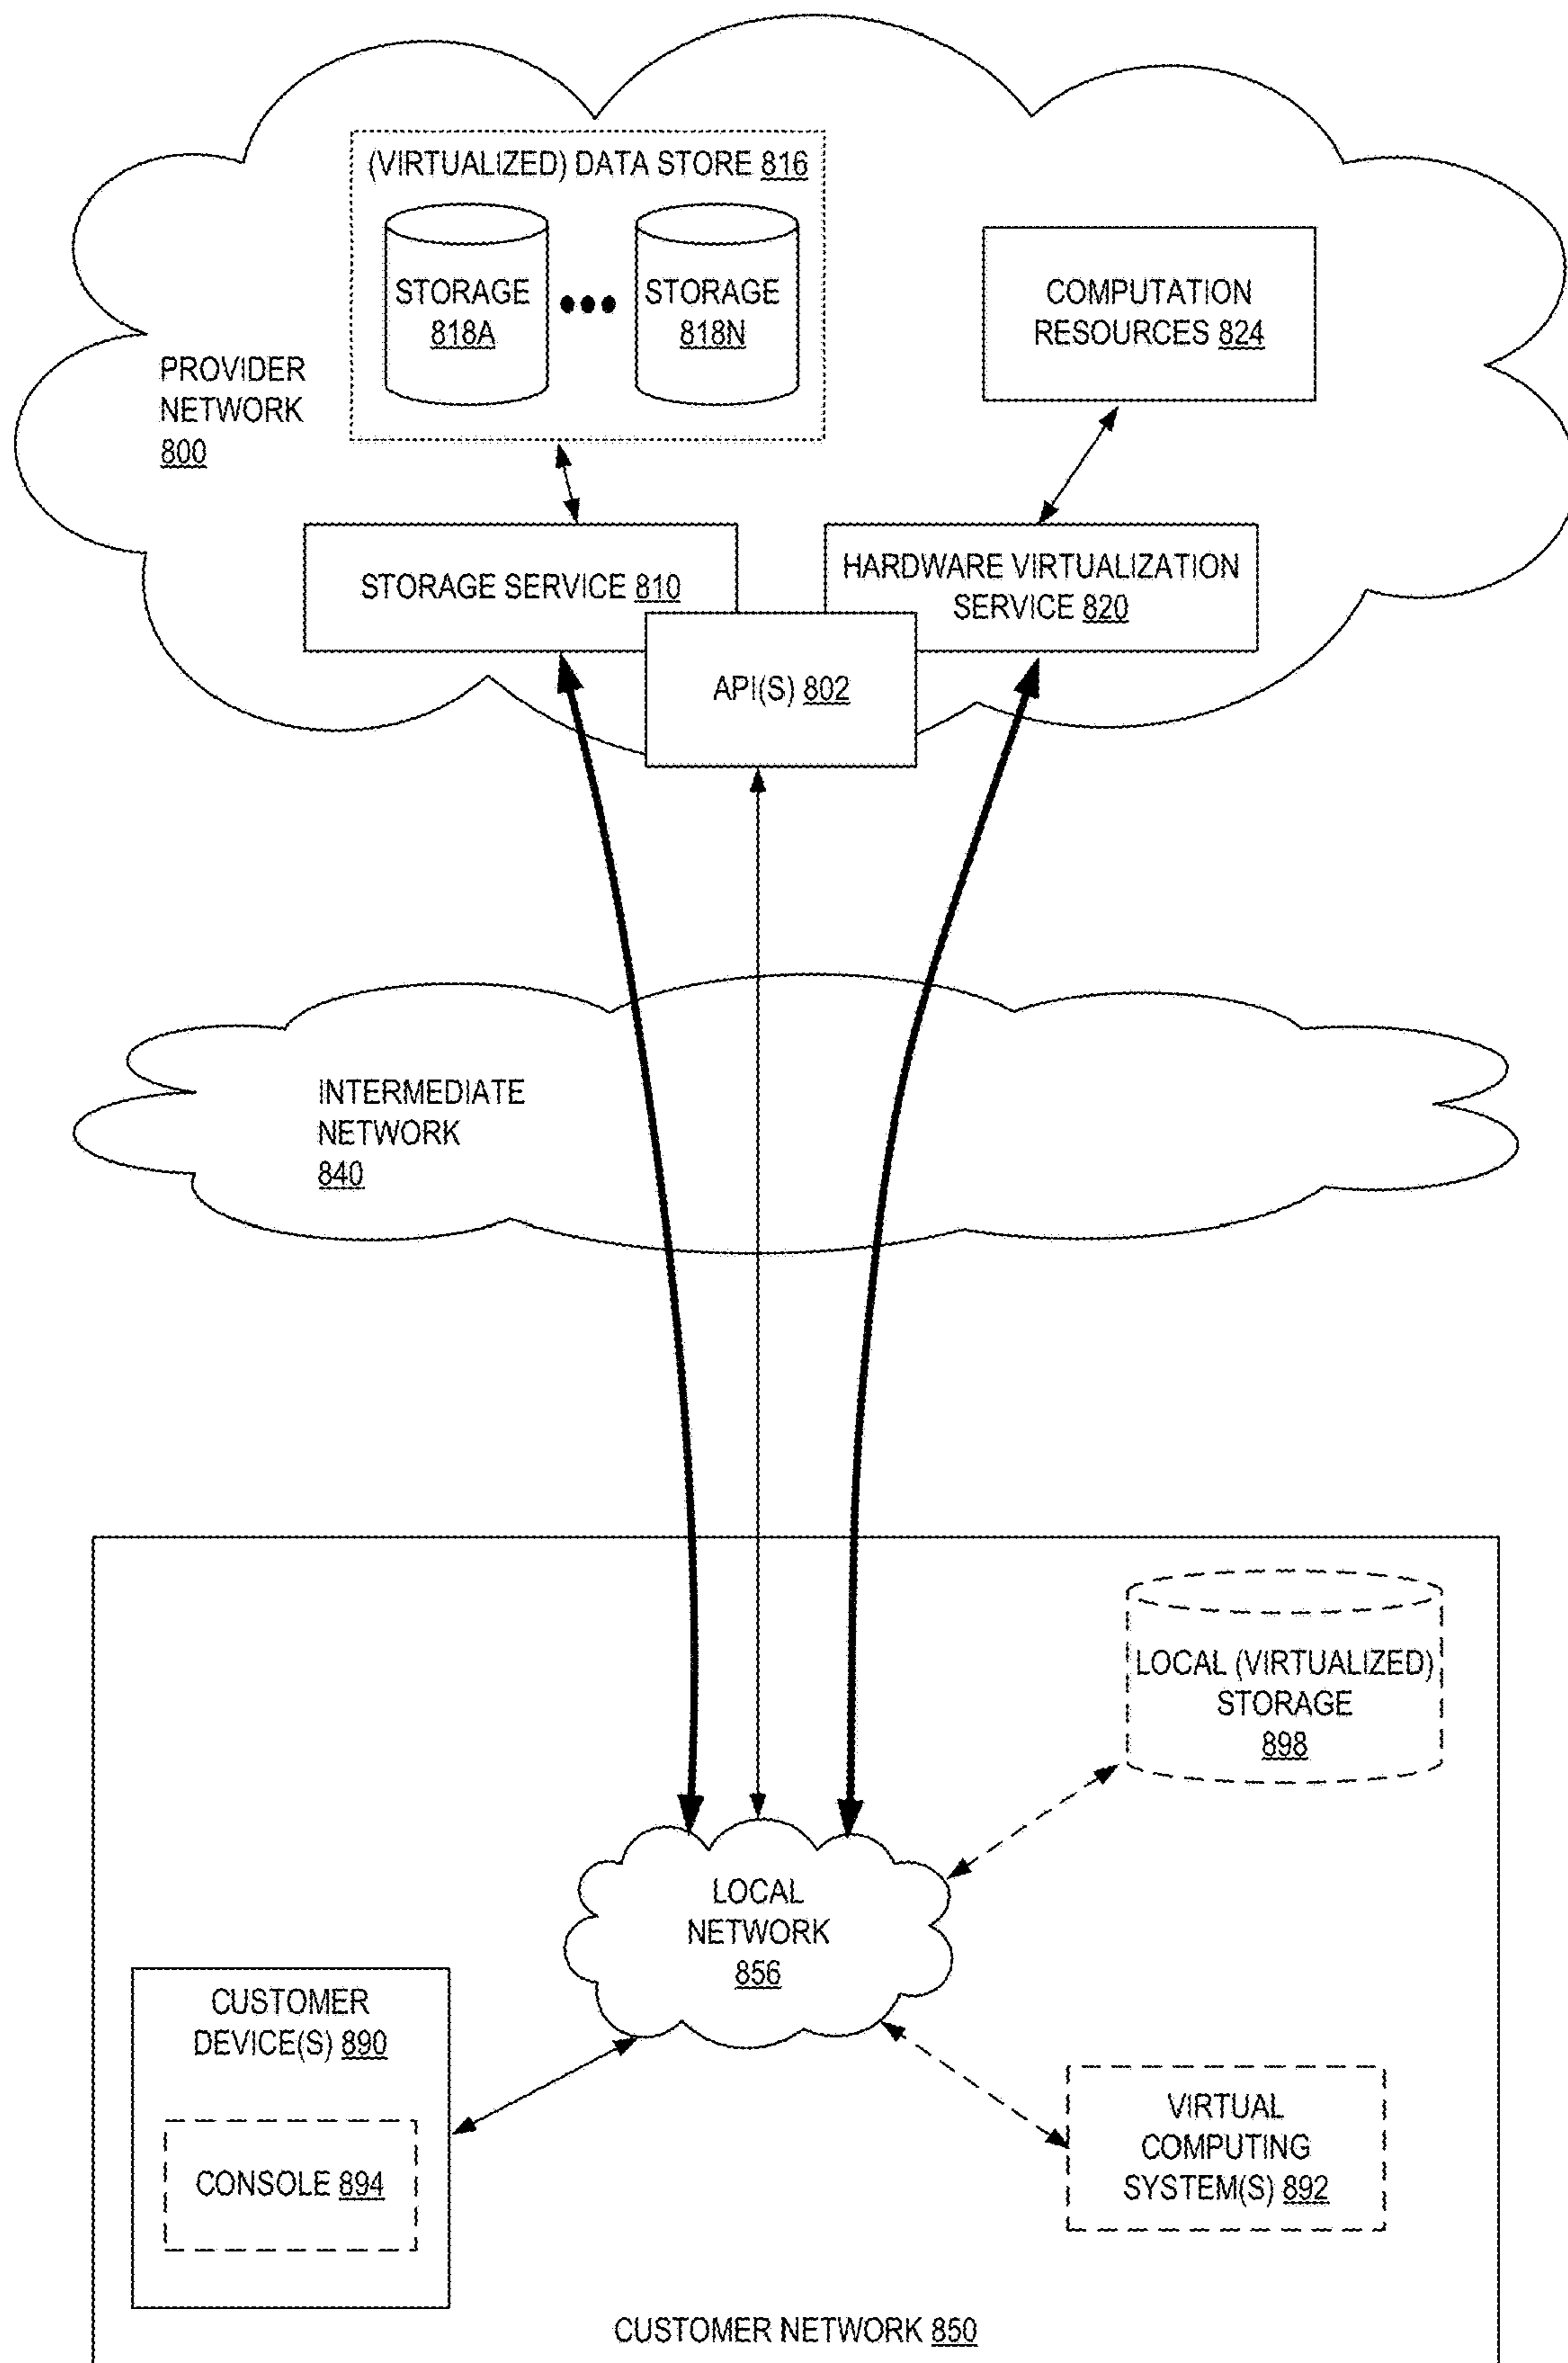 (VIRTUALIZED) DATA STORE 816
STORAGE
818A
STORAGE
818N
COMPUTATION
RESOURCES 824
PROVIDER
NETWORK
800
STORAGE SERVICE 810
HARDWARE VIRTUALIZATION
SERVICE 820
API(S) 802
INTERMEDIATE
NETWORK
840
LOCAL (VIRTUALIZED)
STORAGE
898
LOCAL
NETWORK
856
CUSTOMER
DEVICE(S) 890
CONSOLE 894
VIRTUAL
COMPUTING
SYSTEM(S) 892
CUSTOMER NETWORK 850